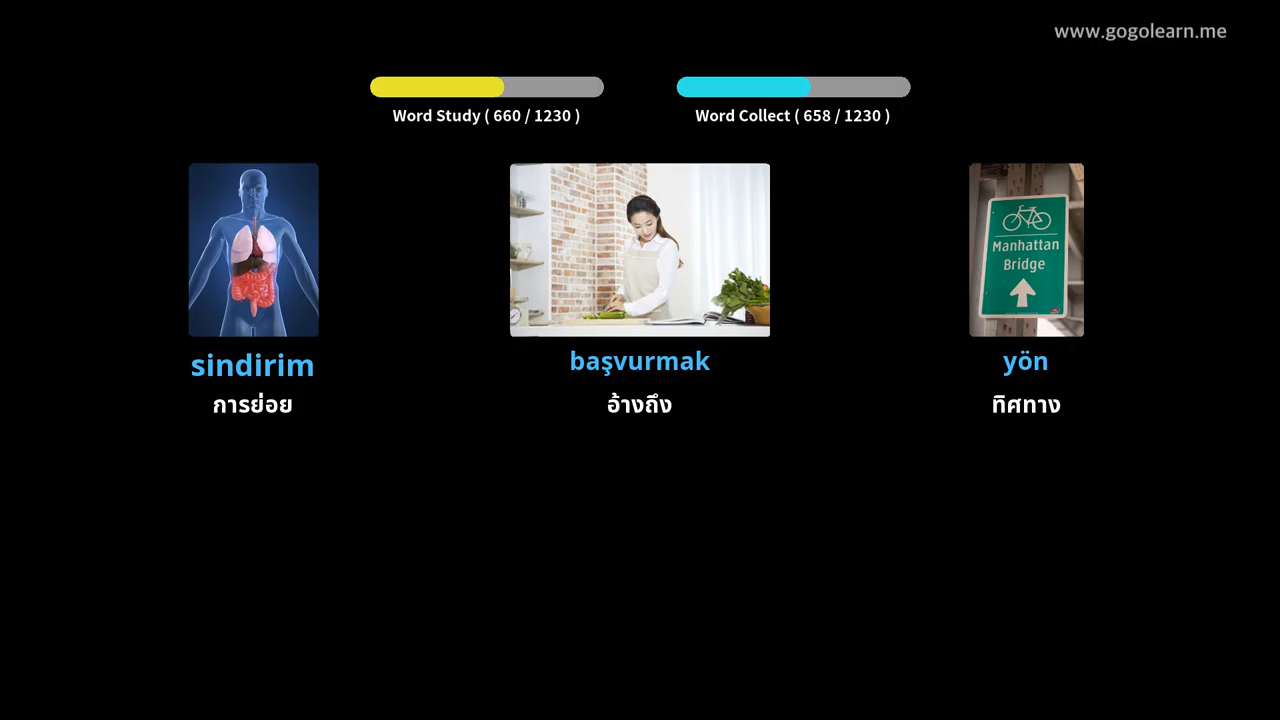 www.gogolearn.me
Word Study ( 660 / 1230 )
Word Collect ( 658 / 1230 )
Manhattan
Bridge
sindirim
başvurmak
yön
การย่อย
อ้างถึง
ทิศทาง